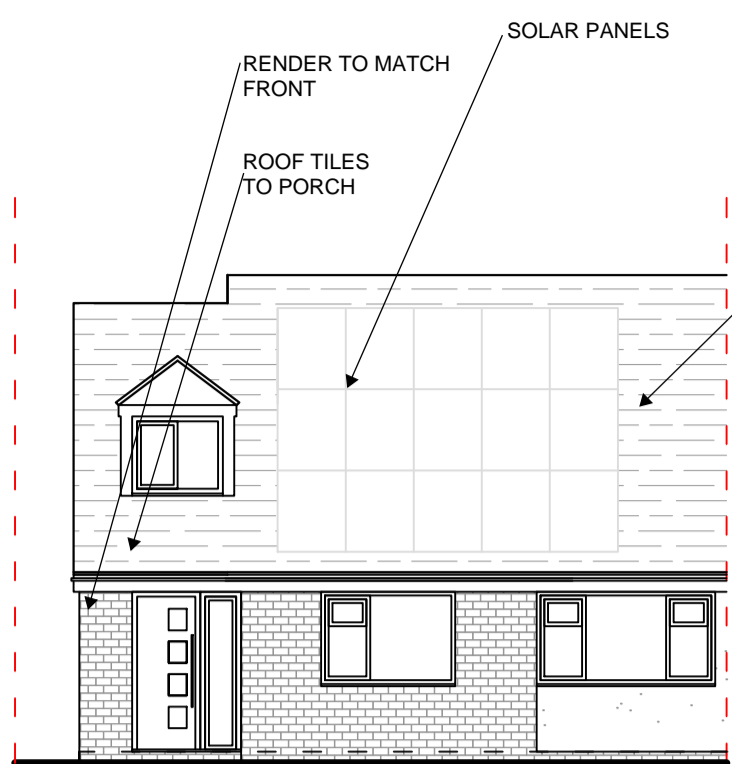 SOLAR PANELS
RENDER TO MATCH
FRONT
ROOF TILES
TO PORCH